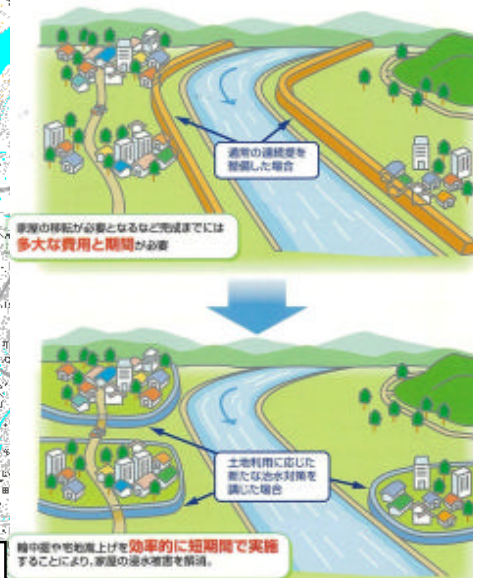 通常の連続堤を
整備した場合
家屋の移転が必要となるなど完成までには
多大な費用と期間が必要
土地利用に応じた
新たな治水対策を
講じた場合
輪中堤や宅地嵩上げを効率的に短期間で実施
することにより、家屋の浸水被害を解消。